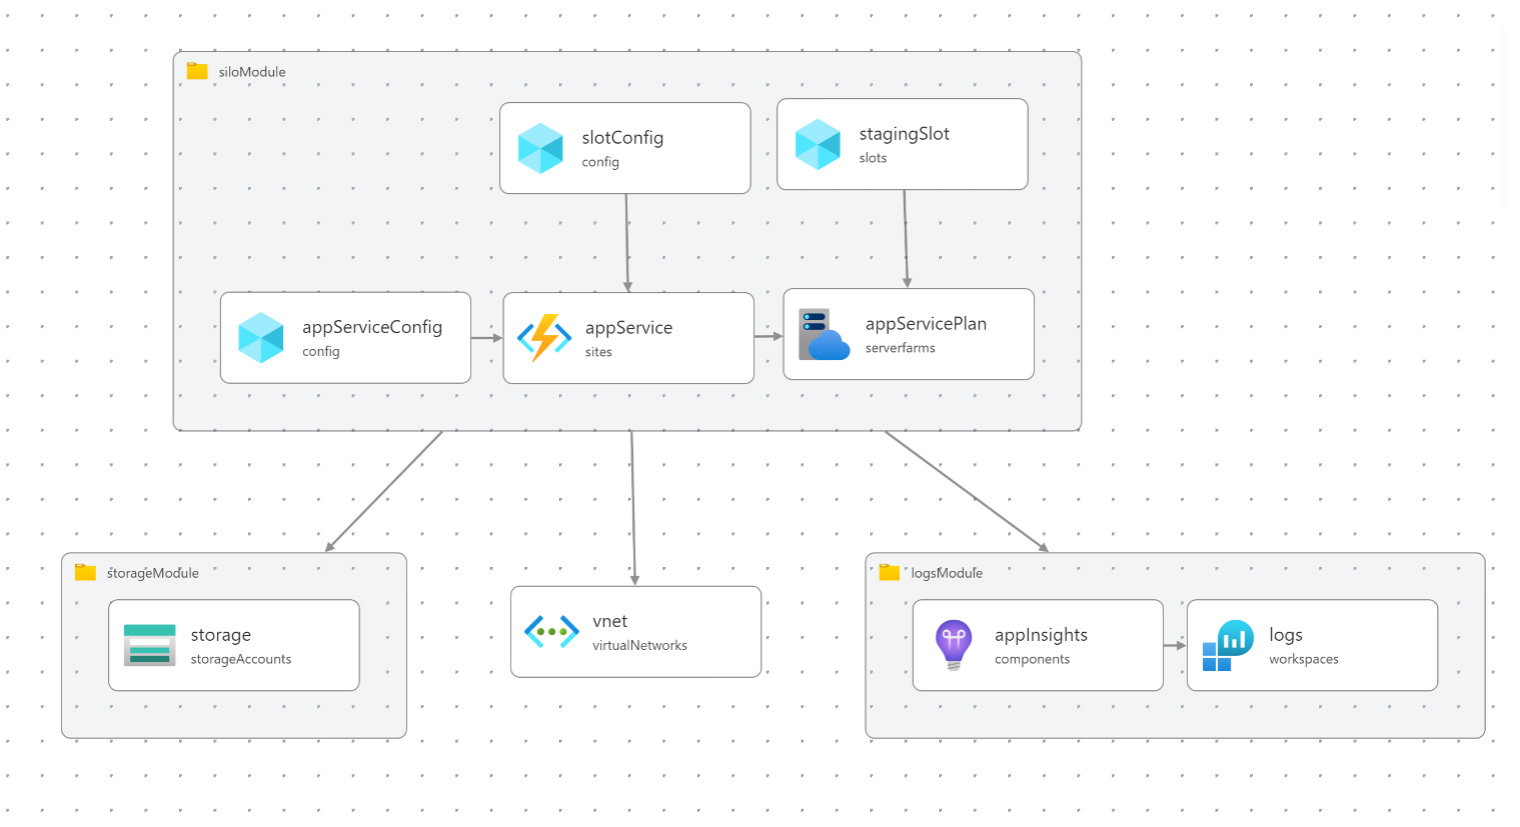 siloModule
slotConfig
config
stagingSlot
slots
appServiceConfig
config
appService
sites
appServicePlan
serverfarms
storageModule
storage
storageAccounts
vnet
virtualNetworks
logsModule
appInsights
components
logs
workspaces